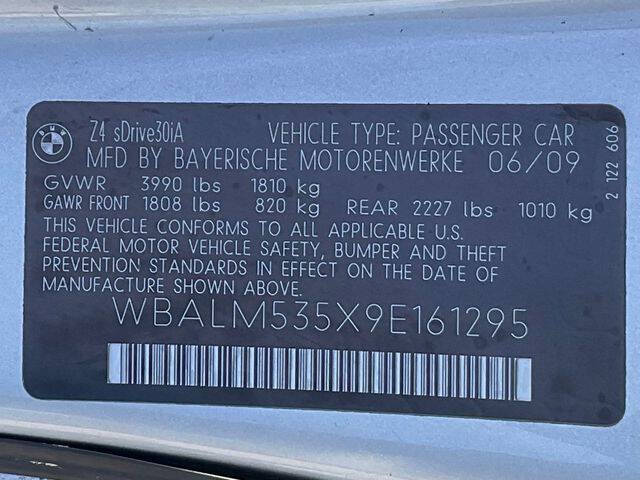 BMW
Z4 sDrive30iA VEHICLE TYPE: PASSENGER CAR
MFD BY BAYERISCHE MOTORENWERKE 06/09
GVWR 3990 lbs 1810 kg
GAWR FRONT 1808 lbs 820 kg REAR 2227 lbs 1010 kg
THIS VEHICLE CONFORMS TO ALL APPLICABLE U.S.
FEDERAL MOTOR VEHICLE SAFETY, BUMPER AND THEFT
PREVENTION STANDARDS IN EFFECT ON THE DATE OF
MANUFACTURE SHOWN ABOVE.
WBALM535X9E161295
2 122 606